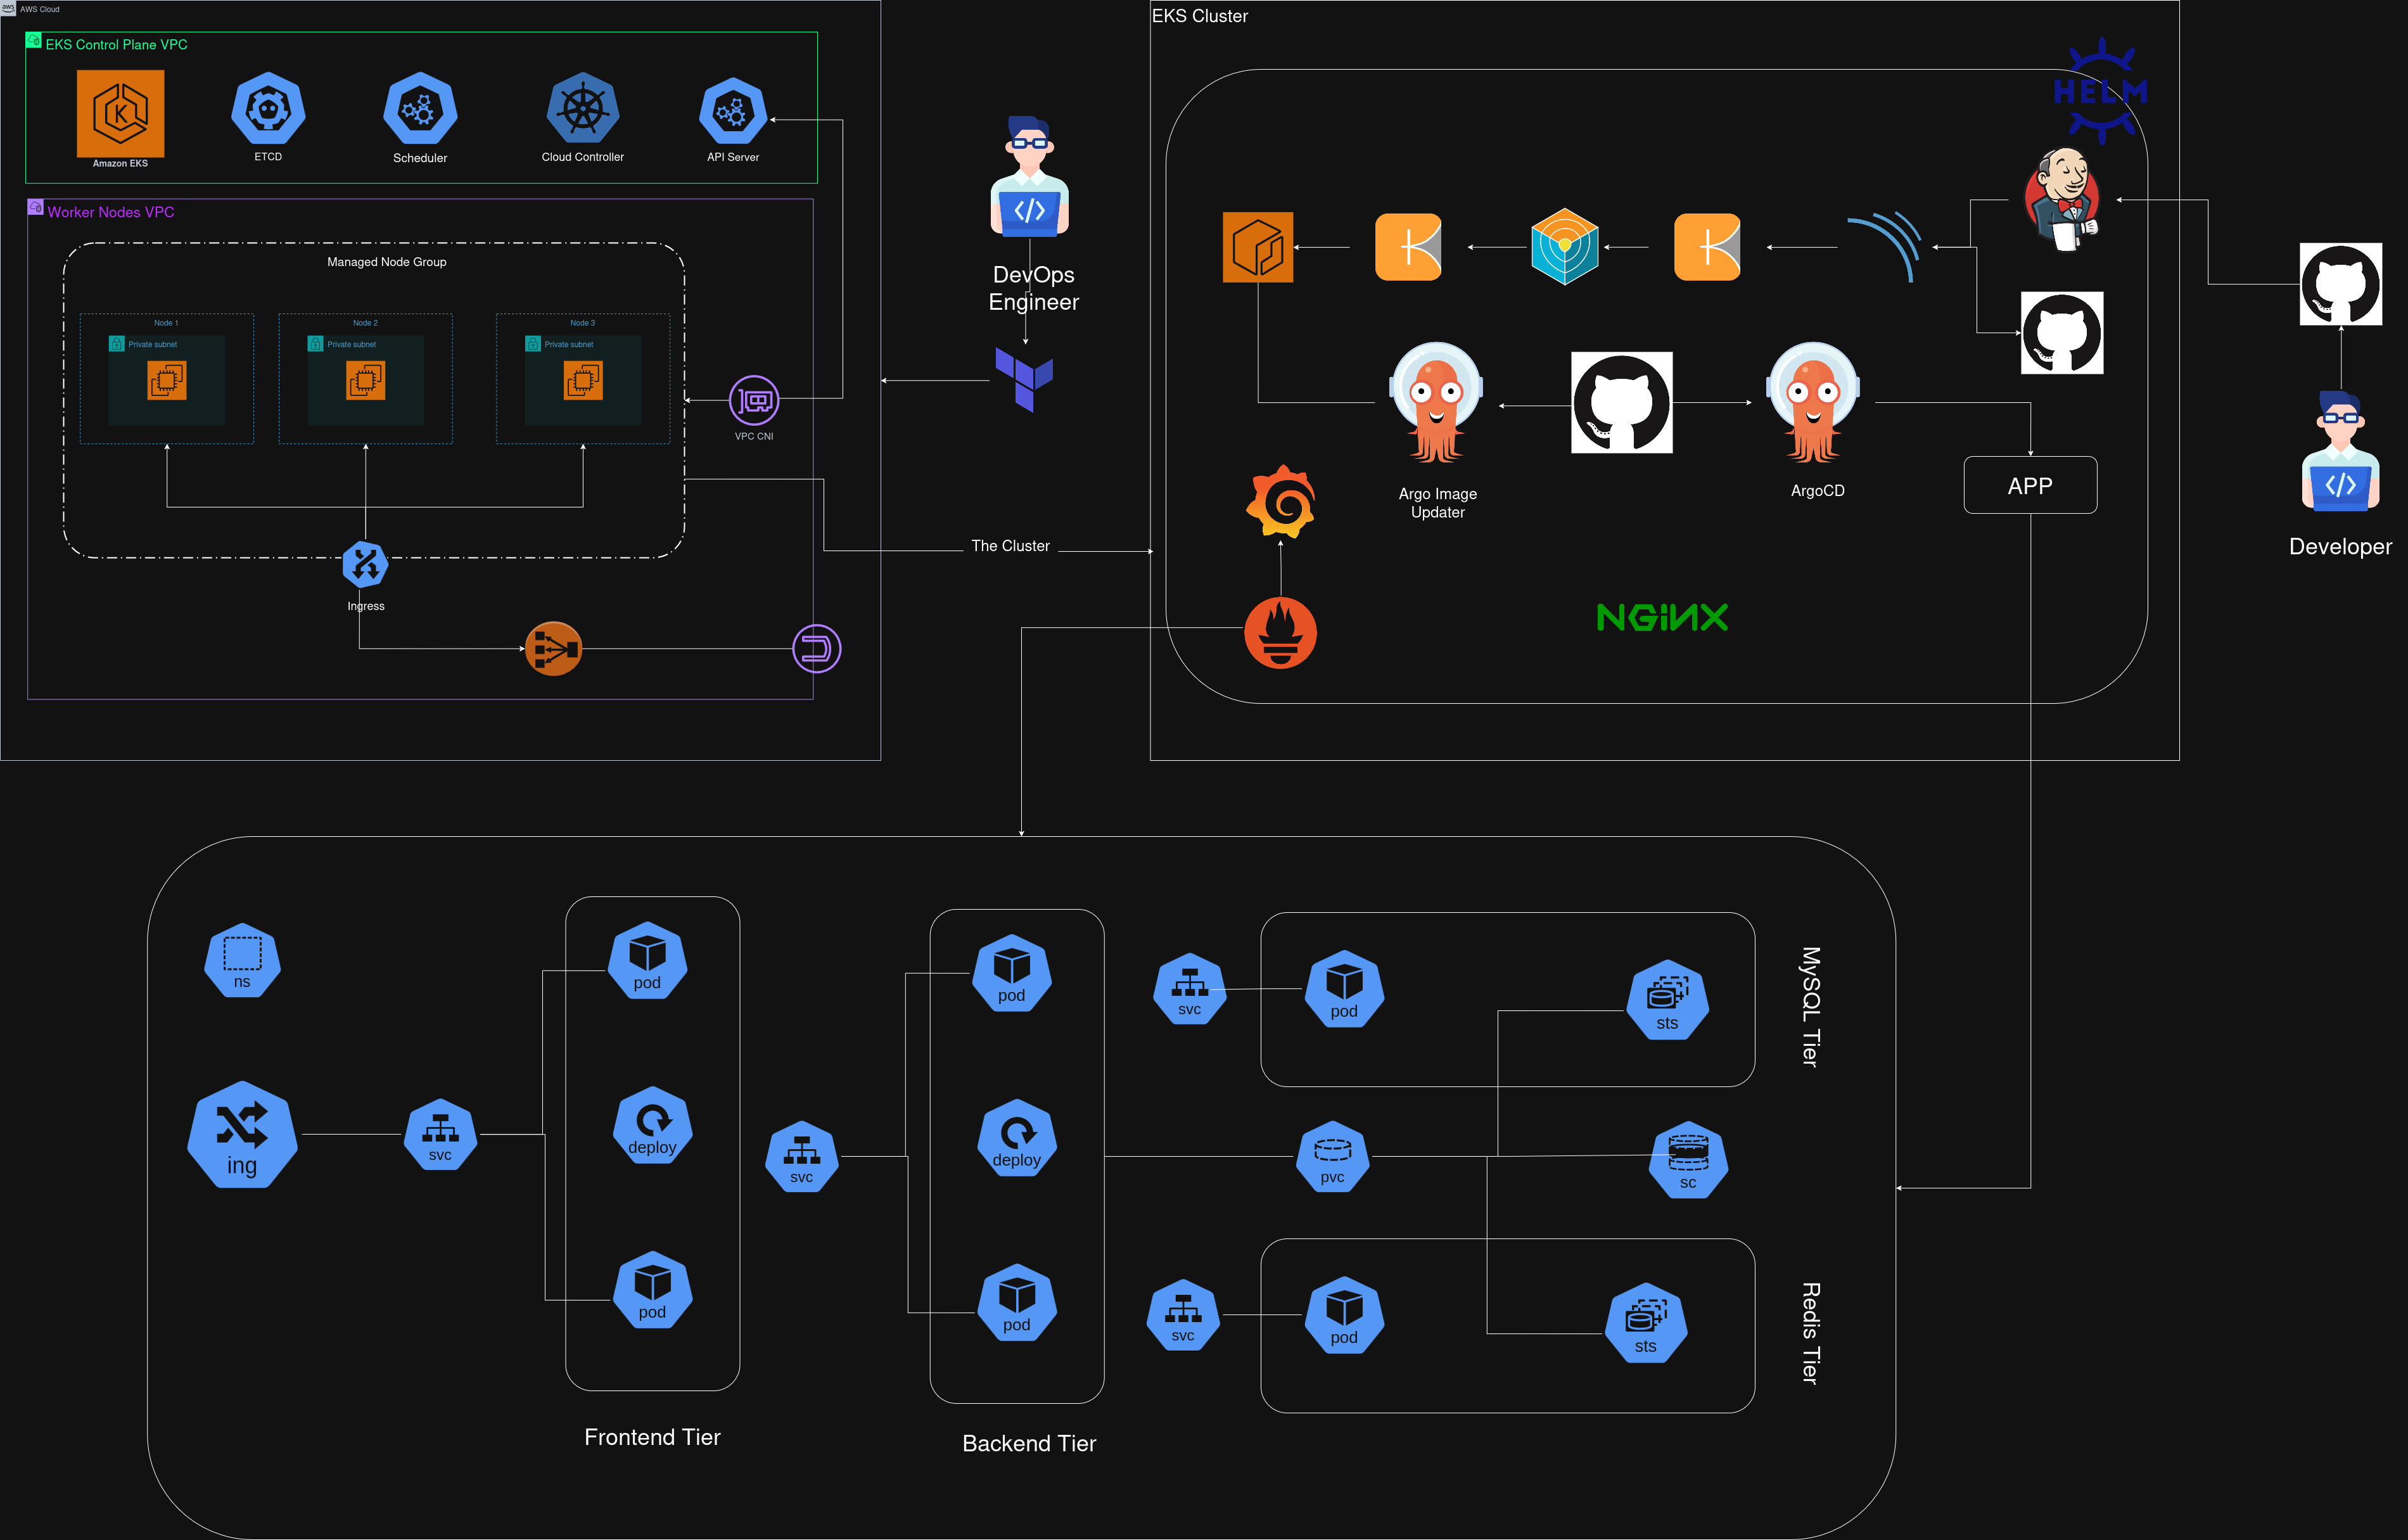 aws
AWS Cloud
EKS Control Plane VPC
Amazon EKS
ETCD
Scheduler
Cloud Controller
API Server
Worker Nodes VPC
Managed Node Group
Node 1
Private subnet
Node 2
Private subnet
Node 3
Private subnet
VPC CNI
Ingress
DevOps
Engineer
The Cluster
EKS Cluster
HELM
K
Argo Image
Updater
ArgoCD
APP
NGINX
Developer
ns
ing
svc
pod
deploy
pod
Frontend Tier
svc
pod
deploy
pod
Backend Tier
svc
pod
sts
MySQL Tier
pvc
sc
svc
pod
sts
Redis Tier